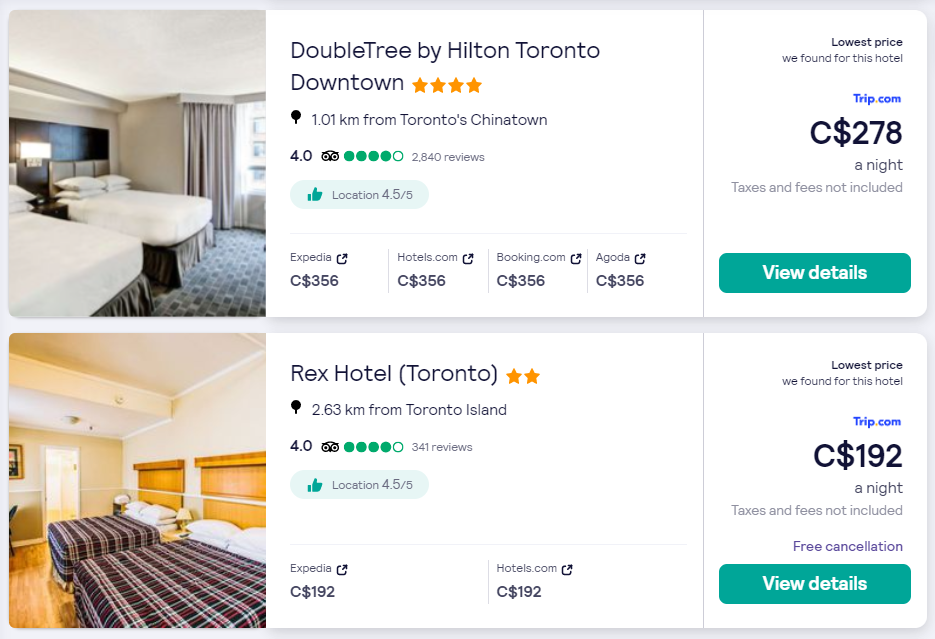 DoubleTree by Hilton Toronto
Downtown
1.01 km from Toronto's Chinatown
4.0 2,840 reviews
Location 4.5/5
Expedia Hotels.com Booking.com Agoda
C$356 C$356 C$356 C$356
Lowest price
we found for this hotel
Trip.com
C$278
a night
Taxes and fees not included
View details
Rex Hotel (Toronto)
2.63 km from Toronto Island
4.0 341 reviews
Location 4.5/5
Expedia Hotels.com
C$192 C$192
Lowest price
we found for this hotel
Trip.com
C$192
a night
Taxes and fees not included
Free cancellation
View details